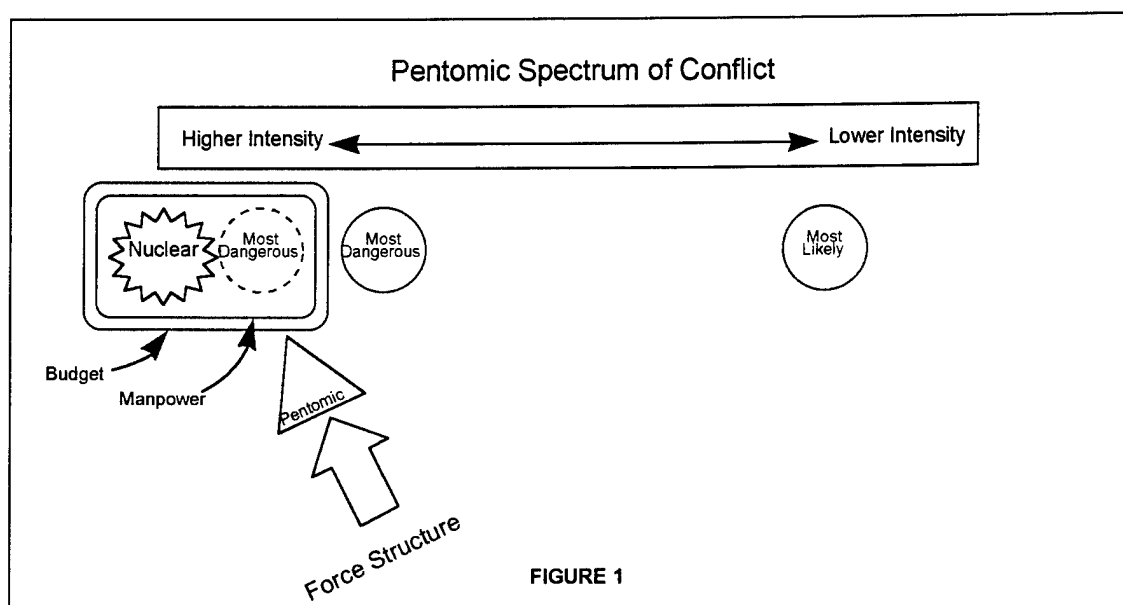 Pentomic Spectrum of Conflict
Higher Intensity
Lower Intensity
Nuclear
Most
Dangerous
Most
Dangerous
Most
Likely
Budget
Manpower
Pentomic
Force Structure
FIGURE 1